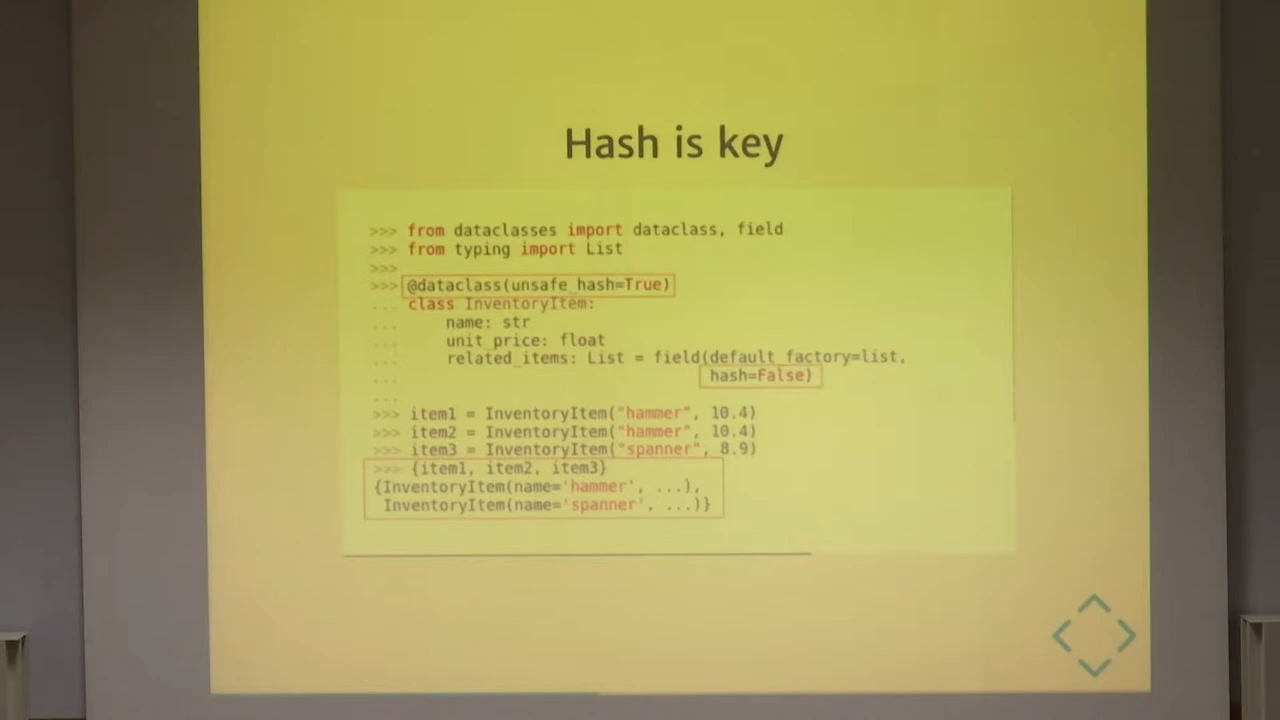 Hash is key
>>> from dataclasses import dataclass, field
>>> from typing import List
>>>
>>> @dataclass(unsafe_hash=True)
... class InventoryItem:
...     name: str
...     unit_price: float
...     related_items: List = field(default_factory=list,
...                                hash=False)
...
>>> item1 = InventoryItem("hammer", 10.4)
>>> item2 = InventoryItem("hammer", 10.4)
>>> item3 = InventoryItem("spanner", 8.9)
>>> {item1, item2, item3}
{InventoryItem(name='hammer', ...),
 InventoryItem(name='spanner', ...)}